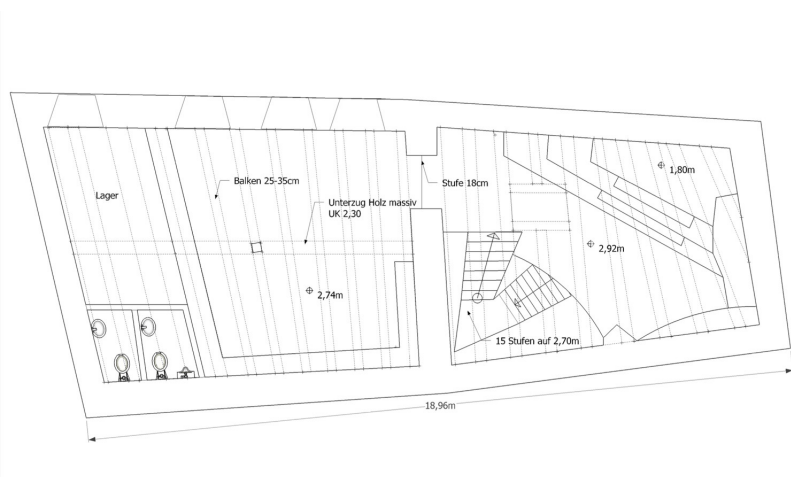 1,80m
Balken 25-35cm
Stufe 18cm
Lager
Unterzug Holz massiv
UK 2,30
2,92m
2,74m
15 Stufen auf 2,70m
18,96m